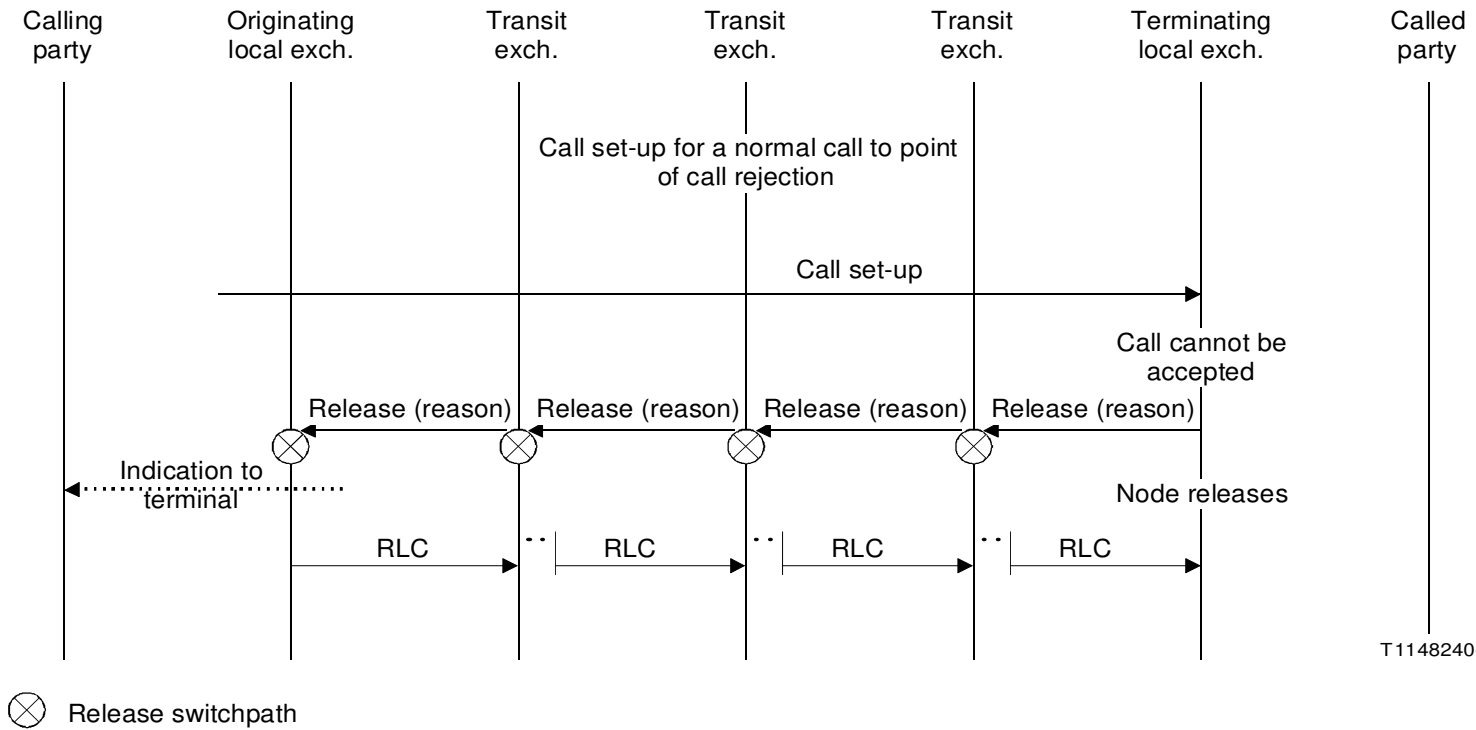 Calling
party
Originating
local exch.
Transit
exch.
Transit
exch.
Transit
exch.
Terminating
local exch.
Called
party
Call set-up for a normal call to point
of call rejection
Call set-up
Call cannot be
accepted
Release (reason)
Release (reason)
Release (reason)
Release (reason)
Indication to
terminal
Node releases
RLC
RLC
RLC
RLC
T1148240
Release switchpath